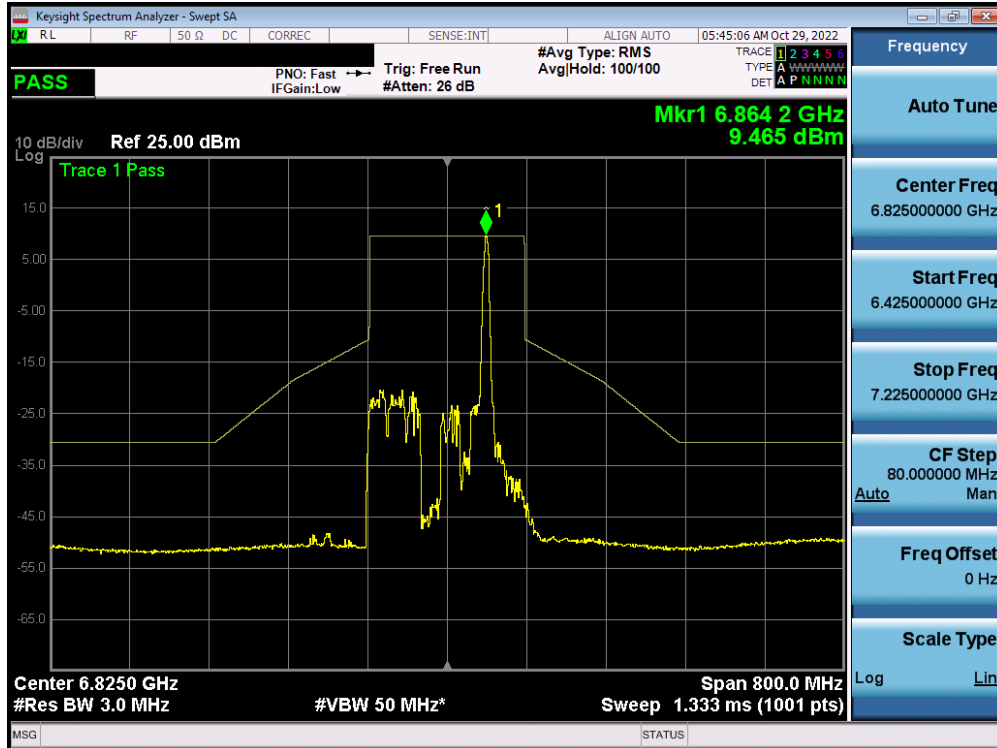 Keysight Spectrum Analyzer - Swept SA
LXI RL RF 50 Ω DC CORREC SENSE:INT ALIGN AUTO 05:45:06 AM Oct 29, 2022
PASS
PNO: Fast
IFGain:Low
Trig: Free Run
#Atten: 26 dB
#Avg Type: RMS
Avg|Hold: 100/100
TRACE 1 2 3 4 5 6
TYPE A WWWWW
DET A P N N N N
Mkr1 6.864 2 GHz
9.465 dBm
10 dB/div Ref 25.00 dBm
Log
Trace 1 Pass
1
15.0
5.00
-5.00
-15.0
-25.0
-35.0
-45.0
-55.0
-65.0
Center 6.8250 GHz Span 800.0 MHz
#Res BW 3.0 MHz #VBW 50 MHz* Sweep 1.333 ms (1001 pts)
MSG STATUS
Frequency
Auto Tune
Center Freq
6.825000000 GHz
Start Freq
6.425000000 GHz
Stop Freq
7.225000000 GHz
CF Step
80.000000 MHz
Auto Man
Freq Offset
0 Hz
Scale Type
Log Lin